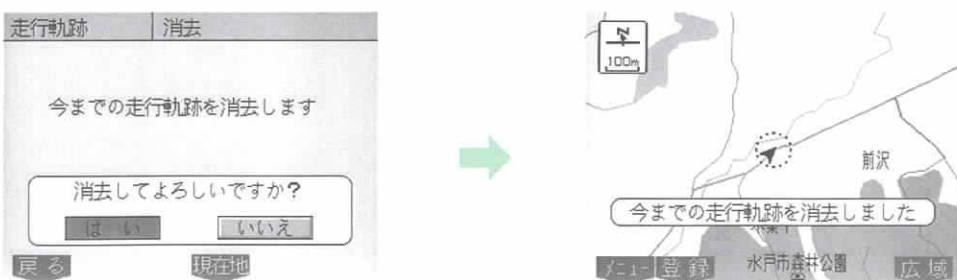 走行軌跡 消去
今までの走行軌跡を消去します
消去してよろしいですか?
はい いいえ
戻る 現在地
100m
前沢
今までの走行軌跡を消去しました
水戸市森林公園
メニュー 登録 広域